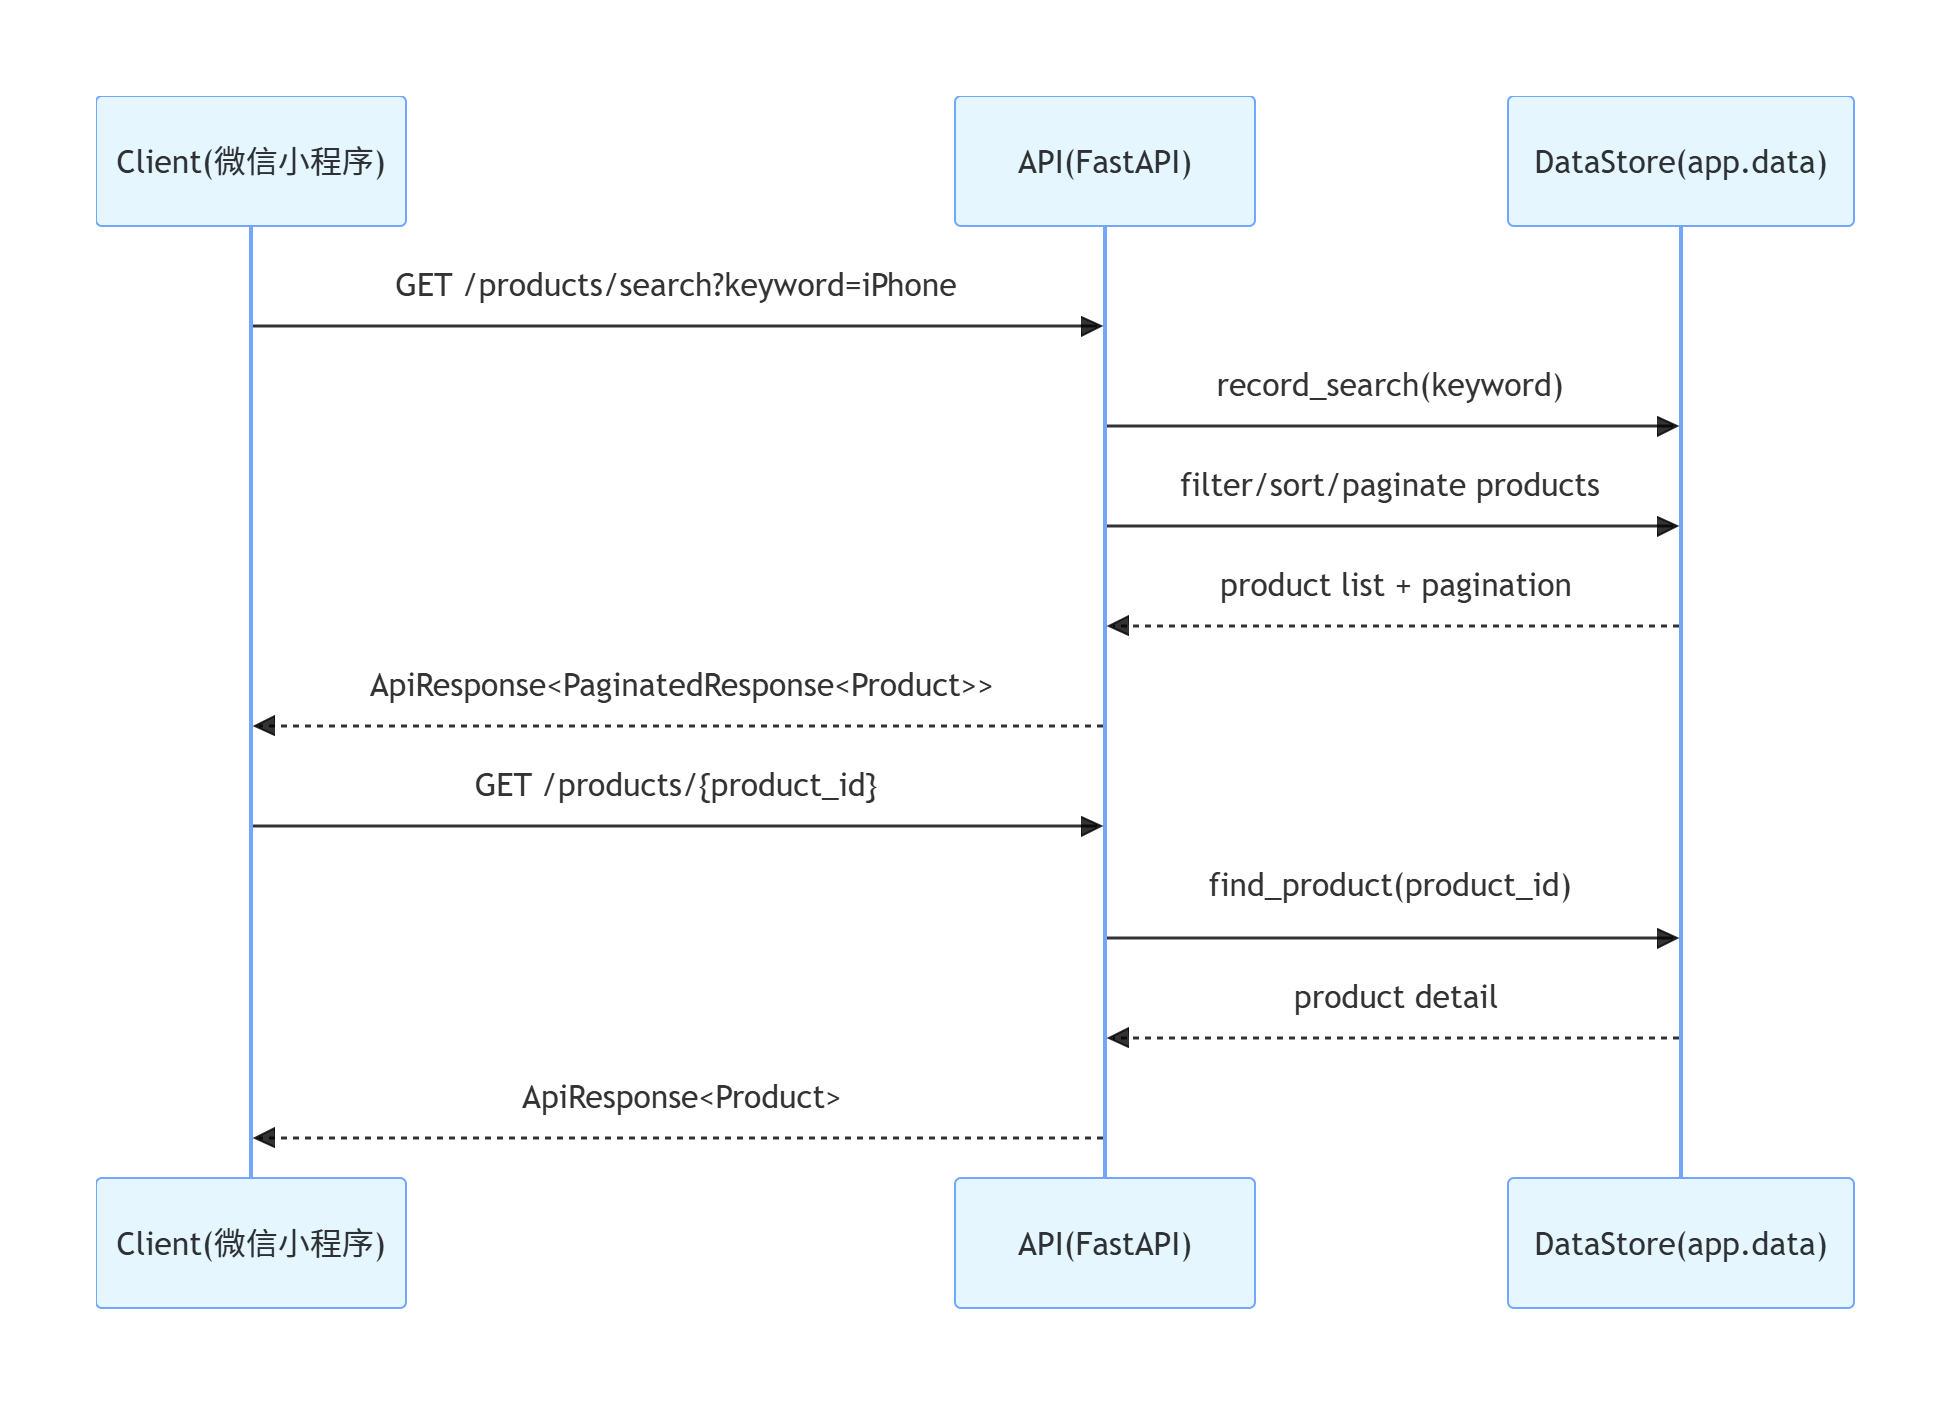 Client(微信小程序)
API(FastAPI)
DataStore(app.data)
GET /products/search?keyword=iPhone
record_search(keyword)
filter/sort/paginate products
product list + pagination
ApiResponse<PaginatedResponse<Product>>
GET /products/{product_id}
find_product(product_id)
product detail
ApiResponse<Product>
Client(微信小程序)
API(FastAPI)
DataStore(app.data)